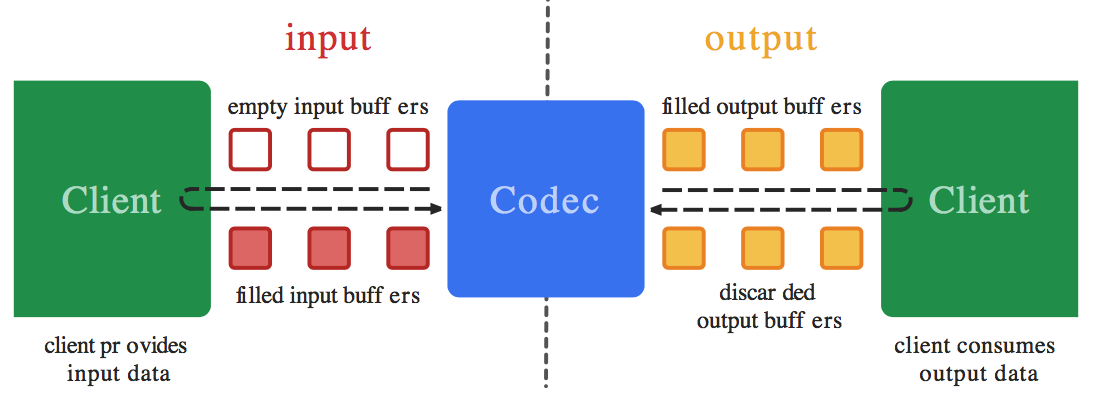 input
output
empty input buff ers
filled output buff ers
Client
Codec
Client
filled input buff ers
discar ded
output buff ers
client pr ovides
input data
client consumes
output data